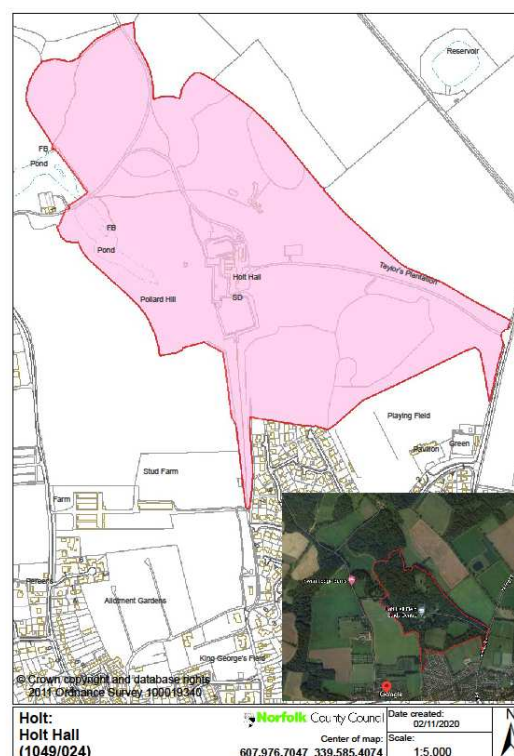 Reservoir
FB
Pond
FB
Pond
Holt Hall
Taylor's Plantation
SD
Pollard Hill
Playing Field
Pavilion
Green
Stud Farm
Farm
Allotment Gardens
King George's Field
© Crown copyright and database rights
2011 Ordnance Survey 100019340
Holt:
Holt Hall
(1049/024)
Norfolk County Council
Center of map:
607,976.7047 339,585.4074
Date created:
02/11/2020
Scale:
1:5,000
N